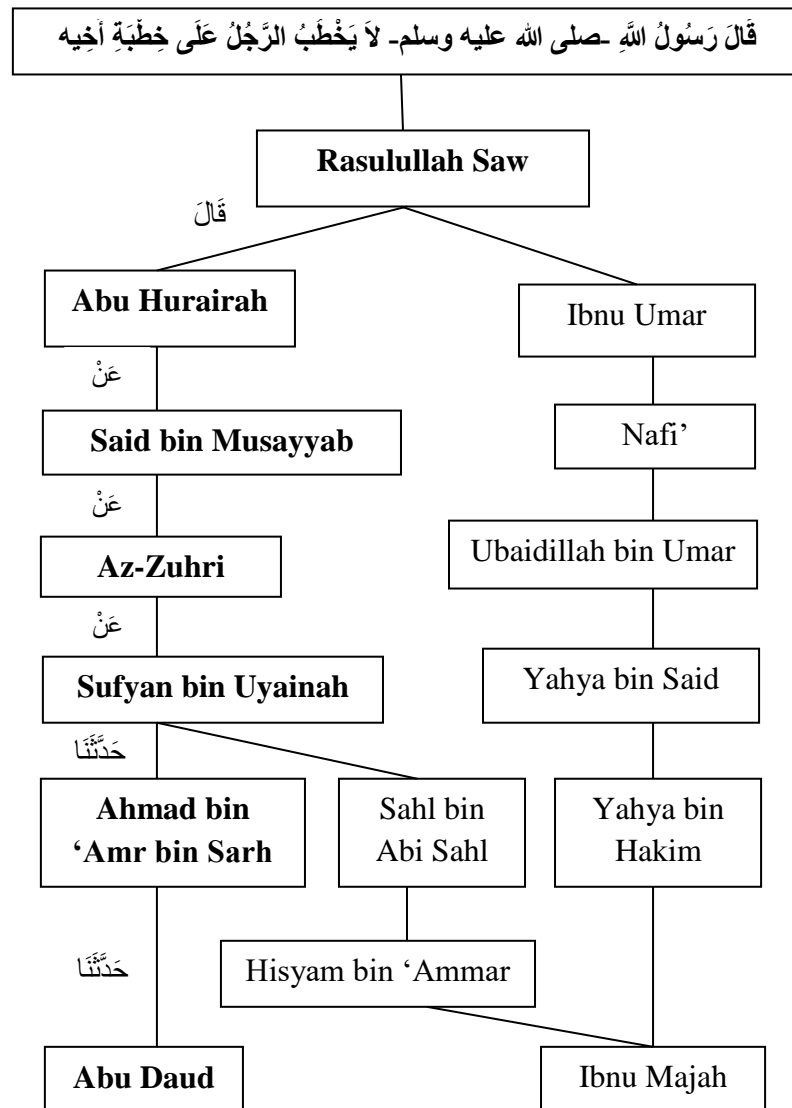 قَالَ رَسُولُ اللَّهِ -صلى الله عليه وسلم- لاَ يَخْطُبُ الرَّجُلُ عَلَى خِطْبَةِ أَخِيه
Rasulullah Saw
قَالَ
Abu Hurairah
Ibnu Umar
عَنْ
Said bin Musayyab
Nafi’
عَنْ
Az-Zuhri
Ubaidillah bin Umar
عَنْ
Sufyan bin Uyainah
Yahya bin Said
حَدَّثَنَا
Ahmad bin
‘Amr bin Sarh
Sahl bin
Abi Sahl
Yahya bin
Hakim
حَدَّثَنَا
Hisyam bin ‘Ammar
Abu Daud
Ibnu Majah